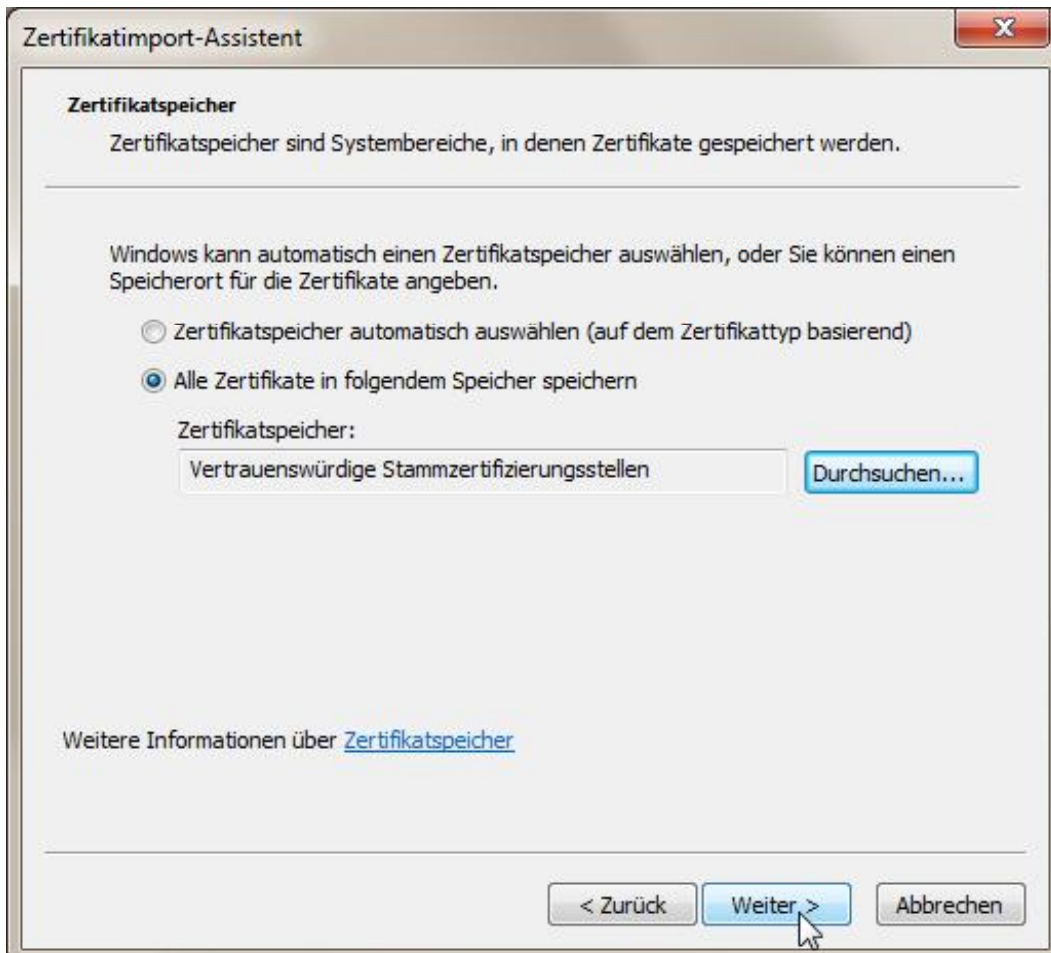 Zertifikatimport-Assistent
Zertifikatspeicher
Zertifikatspeicher sind Systembereiche, in denen Zertifikate gespeichert werden.
Windows kann automatisch einen Zertifikatspeicher auswählen, oder Sie können einen
Speicherort für die Zertifikate angeben.
Zertifikatspeicher automatisch auswählen (auf dem Zertifikattyp basierend)
Alle Zertifikate in folgendem Speicher speichern
Zertifikatspeicher:
Vertrauenswürdige Stammzertifizierungsstellen Durchsuchen...
Weitere Informationen über Zertifikatspeicher
< Zurück Weiter > Abbrechen